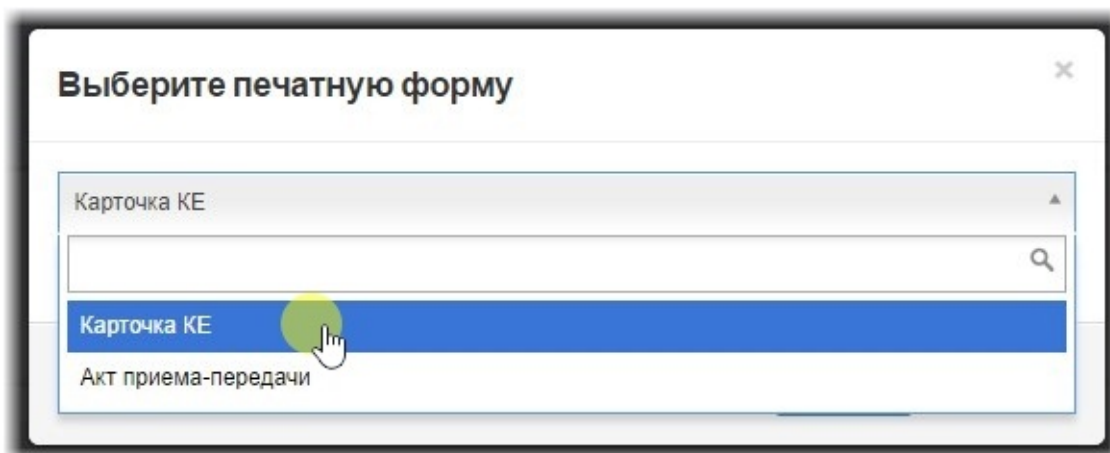 Выберите печатную форму
Карточка КЕ
Карточка КЕ
Акт приема-передачи